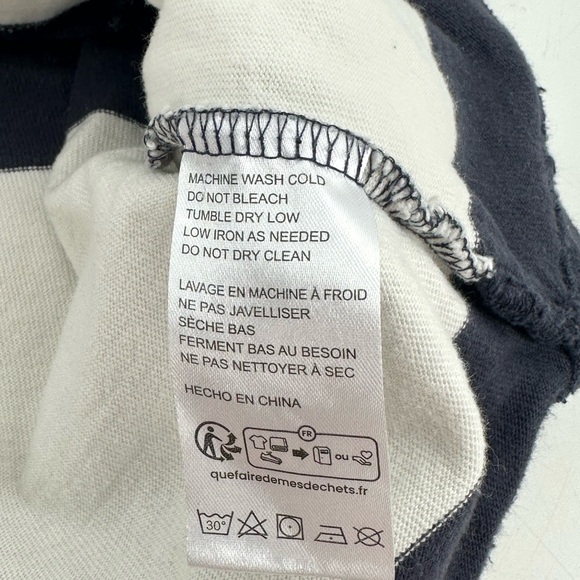 MACHINE WASH COLD
DO NOT BLEACH
TUMBLE DRY LOW
LOW IRON AS NEEDED
DO NOT DRY CLEAN
LAVAGE EN MACHINE À FROID
NE PAS JAVELLISER
SÈCHE BAS
FERMENT BAS AU BESOIN
NE PAS NETTOYER À SEC
HECHO EN CHINA
FR
ou
quefairedemesdechets.fr
30°